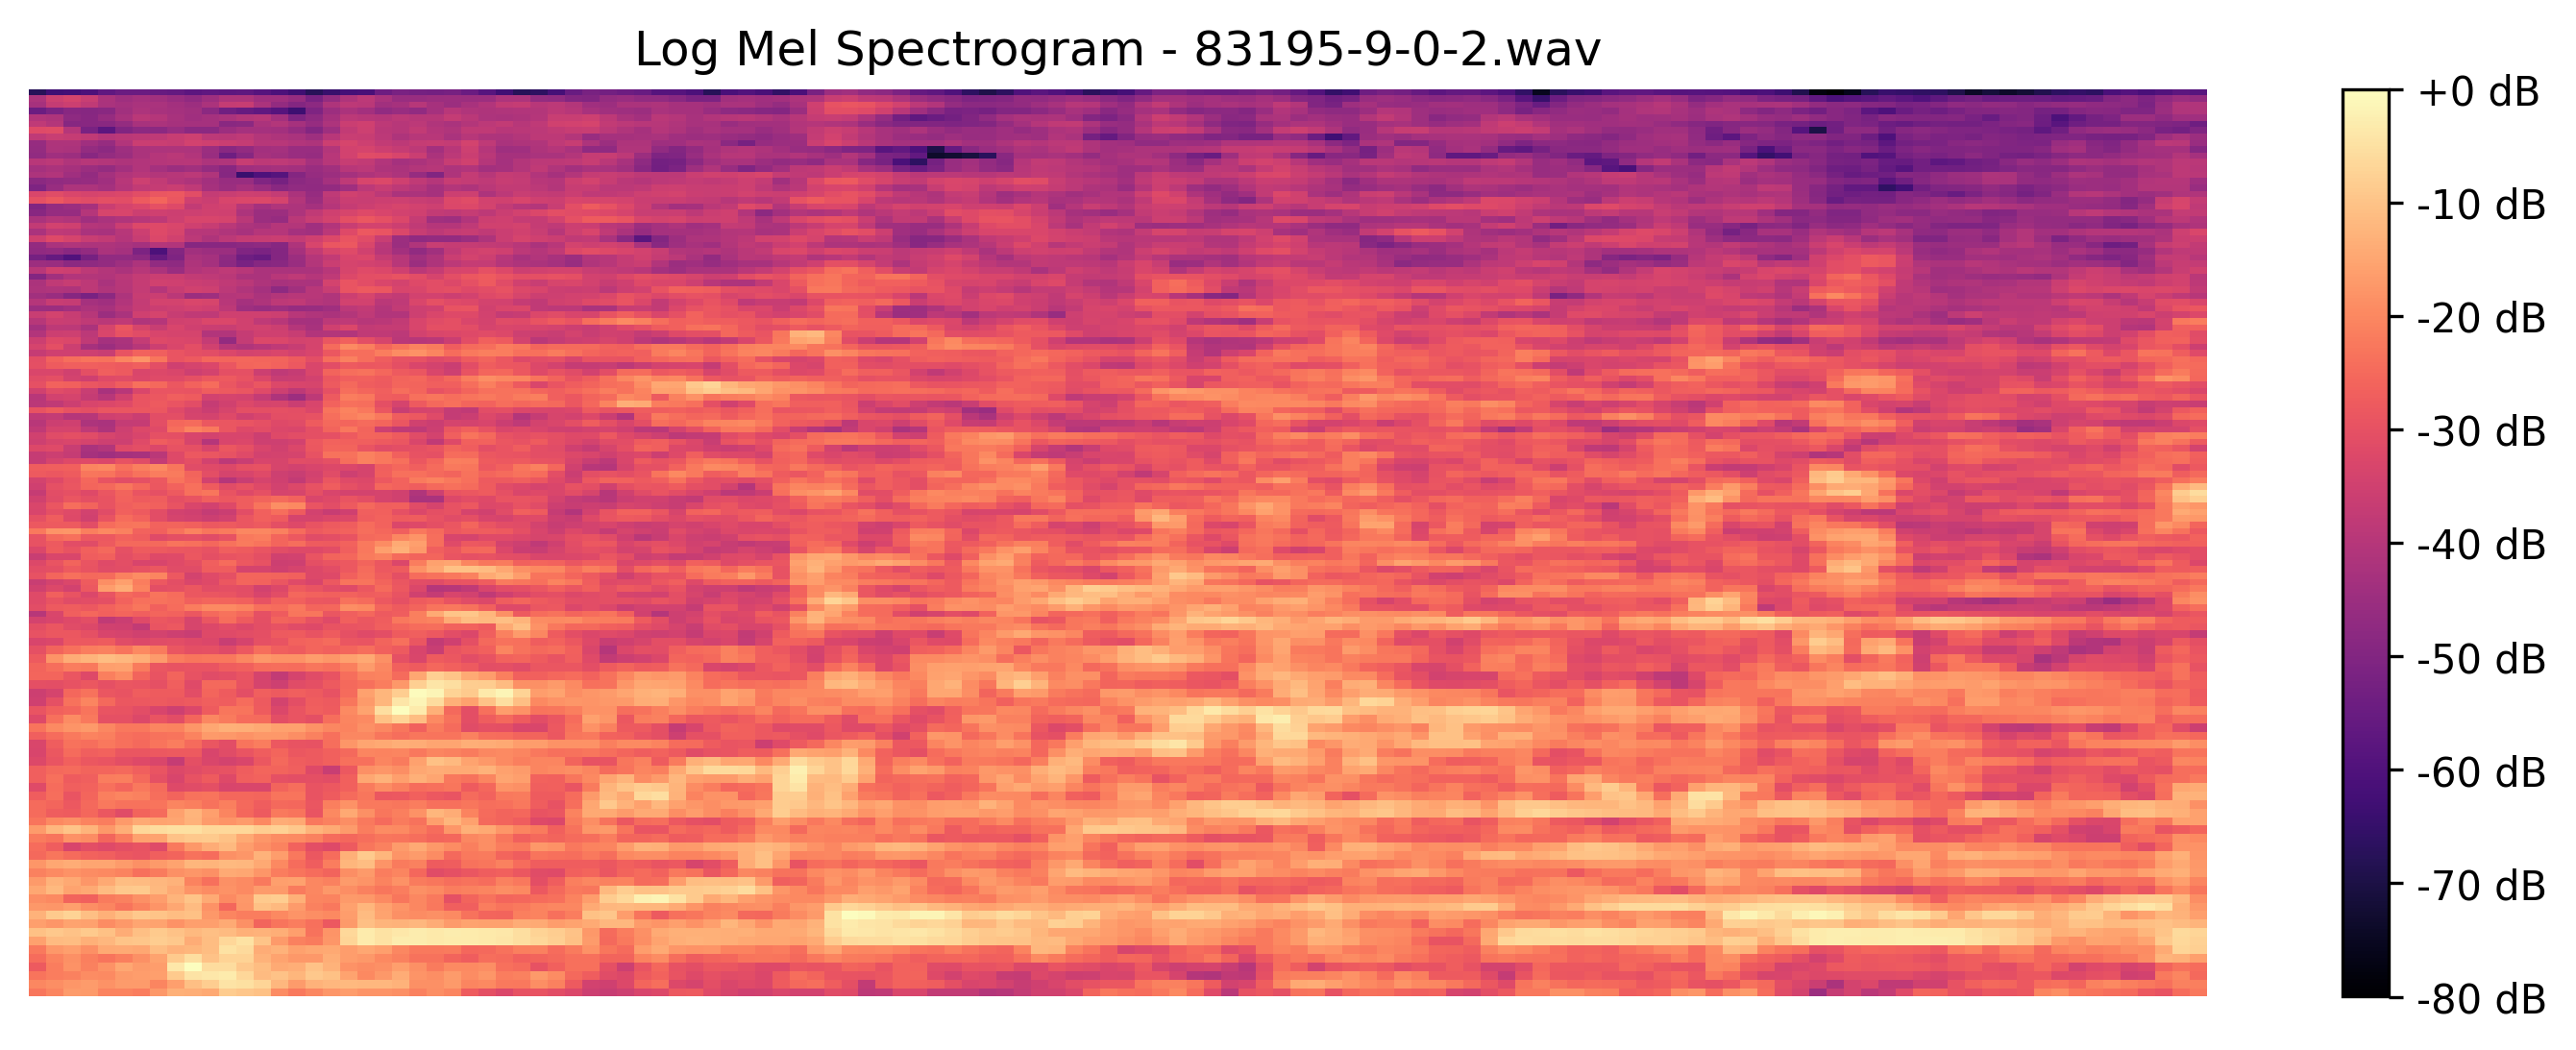 Log Mel Spectrogram - 83195-9-0-2.wav
+0 dB
-10 dB
-20 dB
-30 dB
-40 dB
-50 dB
-60 dB
-70 dB
-80 dB